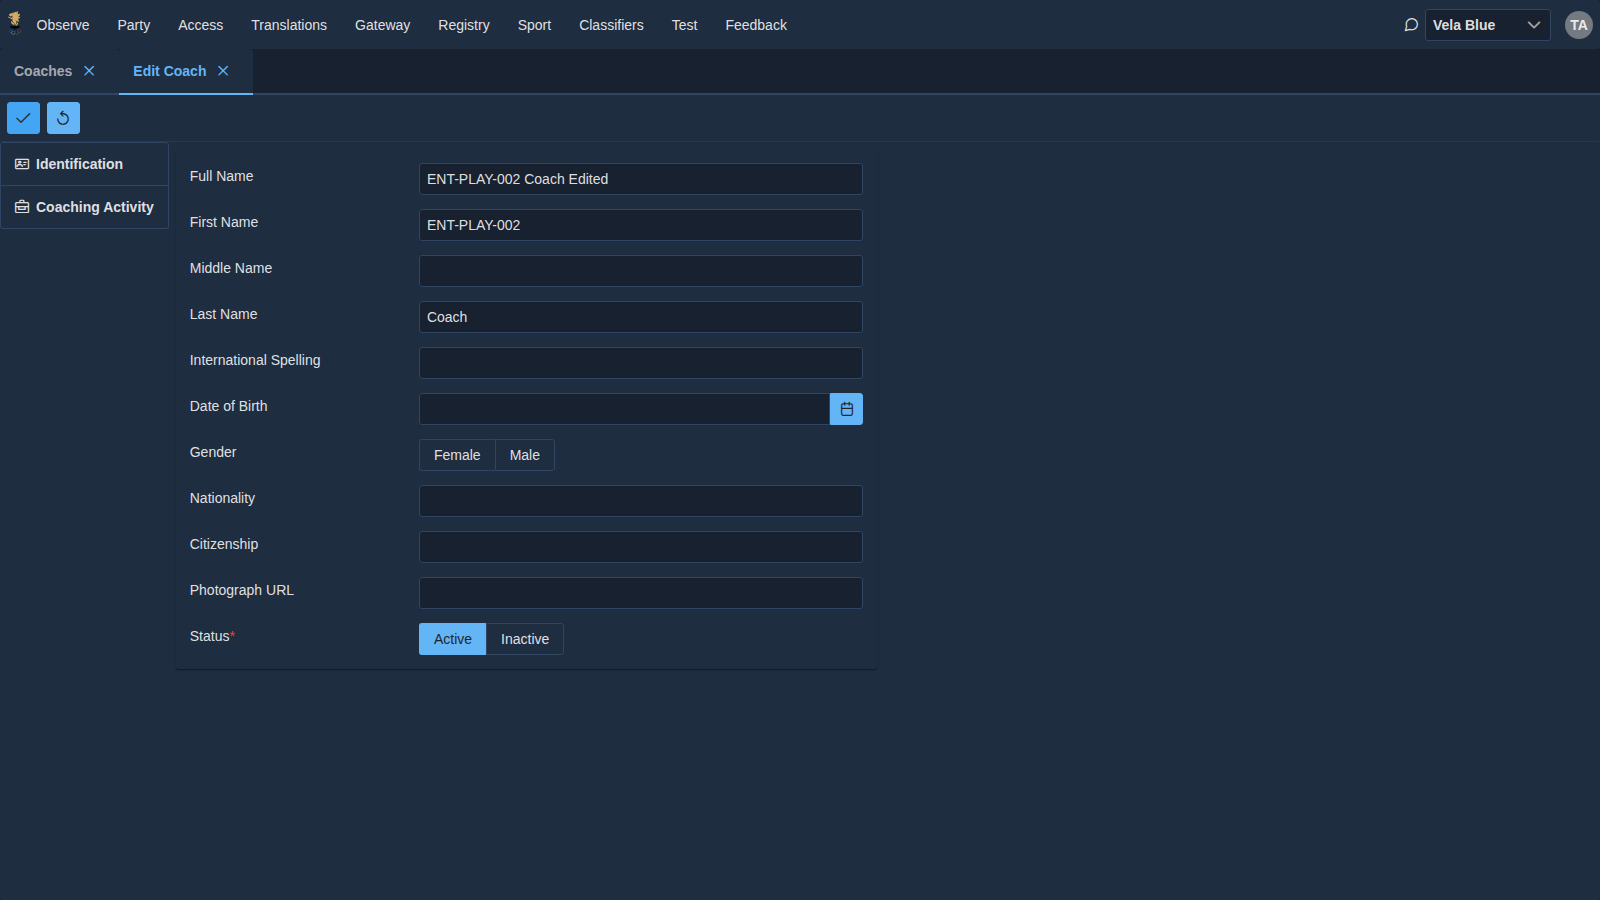 Observe Party Access Translations Gateway Registry Sport Classifiers Test Feedback Vela Blue TA
Coaches Edit Coach
Identification
Coaching Activity
Full Name ENT-PLAY-002 Coach Edited
First Name ENT-PLAY-002
Middle Name
Last Name Coach
International Spelling
Date of Birth
Gender Female Male
Nationality
Citizenship
Photograph URL
Status* Active Inactive